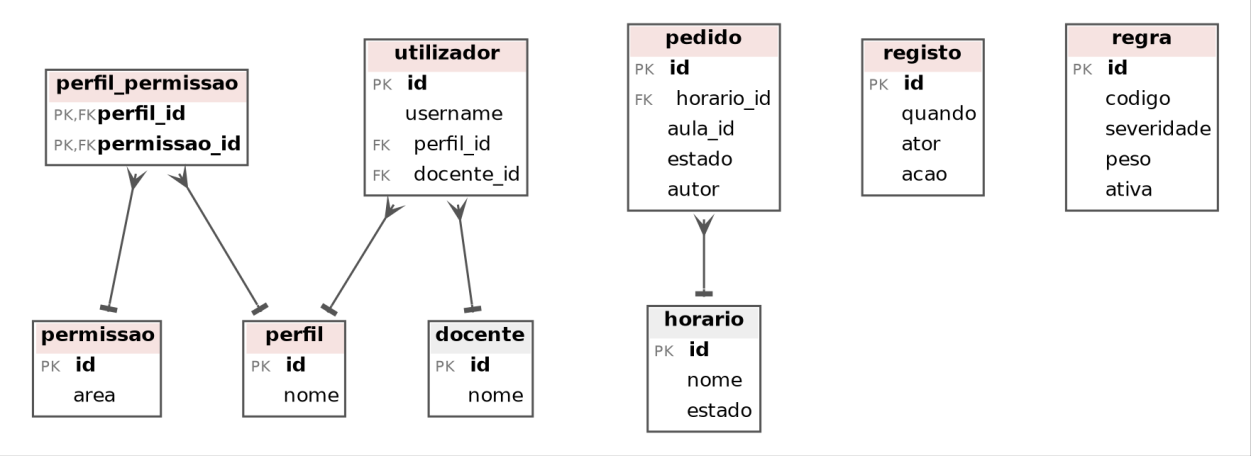 perfil_permissao
PK,FK perfil_id
PK,FK permissao_id
utilizador
PK id
username
FK perfil_id
FK docente_id
pedido
PK id
FK horario_id
aula_id
estado
autor
registo
PK id
quando
ator
acao
regra
PK id
codigo
severidade
peso
ativa
permissao
PK id
area
perfil
PK id
nome
docente
PK id
nome
horario
PK id
nome
estado